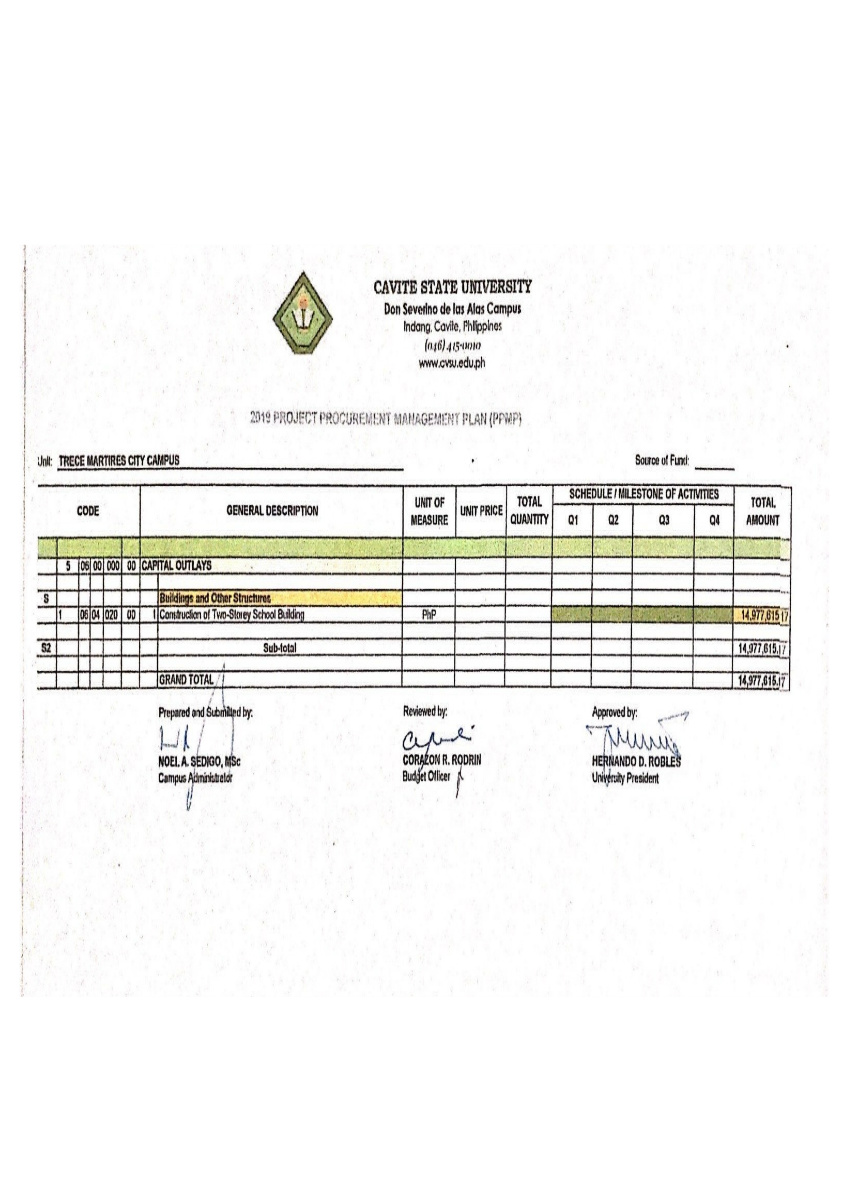 CAVITE STATE UNIVERSITY
Don Severino de las Alas Campus
Indang, Cavite, Philippines
(046) 415-0010
www.cvsu.edu.ph
2019 PROJECT PROCUREMENT MANAGEMENT PLAN (PPMP)
Unit: TRECE MARTIRES CITY CAMPUS Source of Fund:
CODE GENERAL DESCRIPTION UNIT OF MEASURE UNIT PRICE TOTAL QUANTITY SCHEDULE / MILESTONE OF ACTIVITIES TOTAL AMOUNT
Q1 Q2 Q3 Q4
5 06 00 000 00 CAPITAL OUTLAYS
S Buildings and Other Structures
1 06 04 020 00 1 Construction of Two-Storey School Building PhP 14,977,615.17
S2 Sub-total 14,977,615.17
GRAND TOTAL 14,977,615.17
Prepared and Submitted by: Reviewed by: Approved by:
NOEL A. SEDIGO, MSc CORAZON R. RODRIN HERNANDO D. ROBLES
Campus Administrator Budget Officer University President